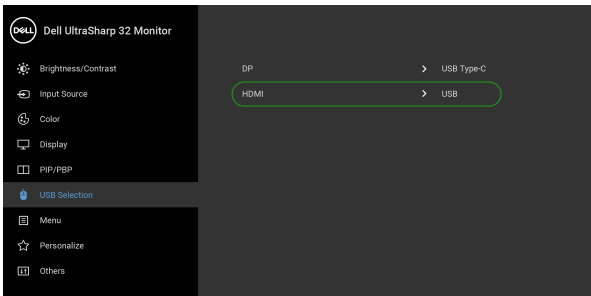 DELL Dell UltraSharp 32 Monitor
Brightness/Contrast
Input Source
Color
Display
PIP/PBP
USB Selection
Menu
Personalize
Others
DP > USB Type-C
HDMI > USB